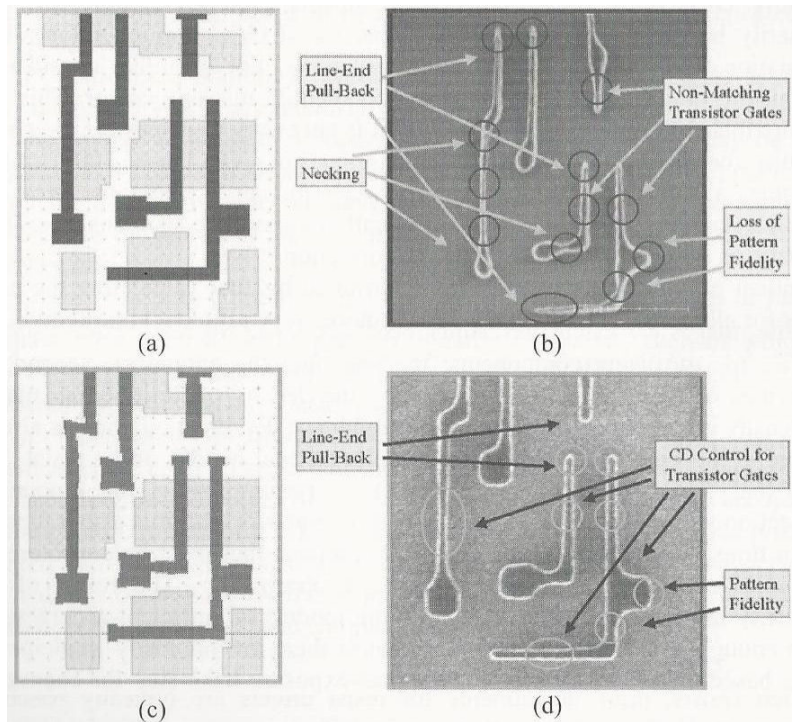 Line-End
Pull-Back
Non-Matching
Transistor Gates
Necking
Loss of
Pattern
Fidelity
(a)
(b)
Line-End
Pull-Back
CD Control for
Transistor Gates
Pattern
Fidelity
(c)
(d)